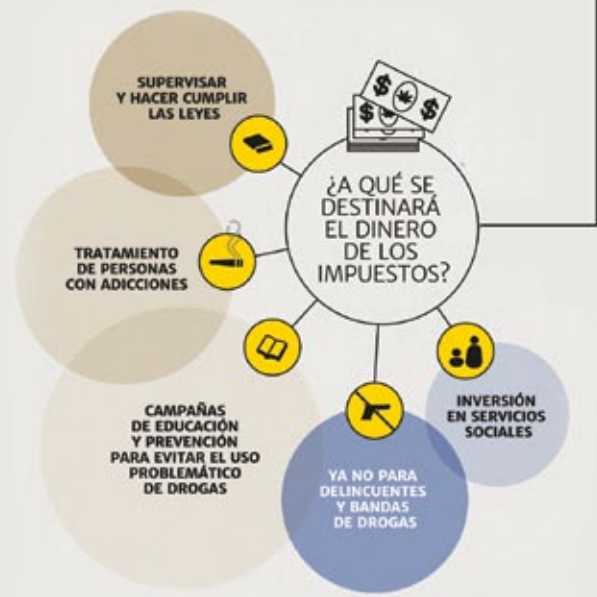 SUPERVISAR
Y HACER CUMPLIR
LAS LEYES
$ $
$ $
¿A QUÉ SE
DESTINARÁ
EL DINERO
DE LOS
IMPUESTOS?
TRATAMIENTO
DE PERSONAS
CON ADICCIONES
CAMPAÑAS
DE EDUCACIÓN
Y PREVENCIÓN
PARA EVITAR EL USO
PROBLEMÁTICO
DE DROGAS
YA NO PARA
DELINCUENTES
Y BANDAS
DE DROGAS
INVERSIÓN
EN SERVICIOS
SOCIALES